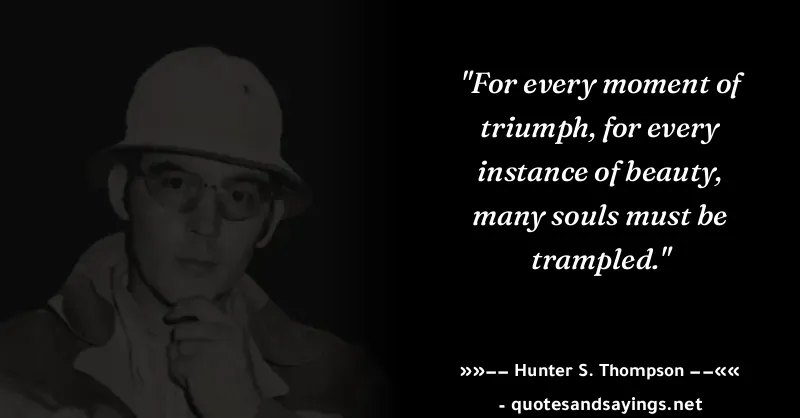 "For every moment of
triumph, for every
instance of beauty,
many souls must be
trampled."
»»−− Hunter S. Thompson −−««
- quotesandsayings.net